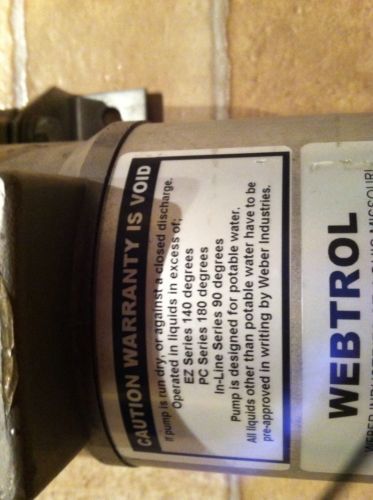 CAUTION WARRANTY IS VOID
If pump is run dry, or against a closed discharge.
Operated in liquids in excess of;
EZ Series 140 degrees
PC Series 180 degrees
In-Line Series 90 degrees
Pump is designed for potable water.
All liquids other than potable water have to be
pre-approved in writing by Weber Industries.
WEBTROL
WEBER
MISSOURI